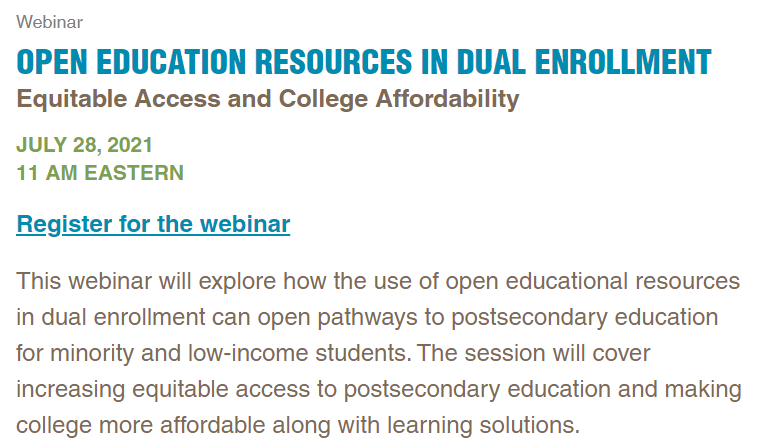 Webinar
OPEN EDUCATION RESOURCES IN DUAL ENROLLMENT
Equitable Access and College Affordability
JULY 28, 2021
11 AM EASTERN
Register for the webinar
This webinar will explore how the use of open educational resources
in dual enrollment can open pathways to postsecondary education
for minority and low-income students. The session will cover
increasing equitable access to postsecondary education and making
college more affordable along with learning solutions.